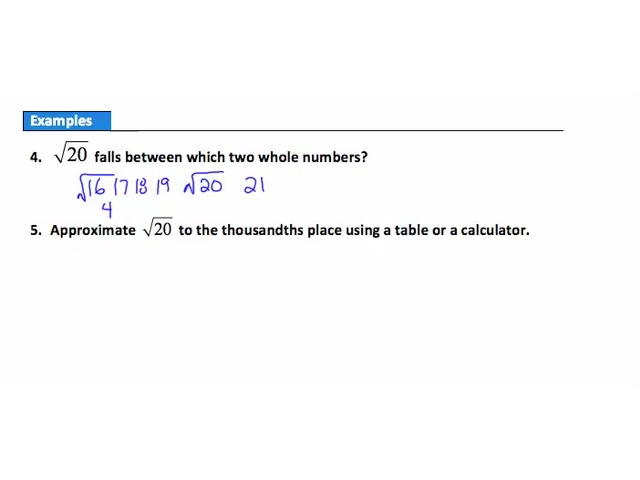 Examples
4. √20 falls between which two whole numbers?
√16 17 18 19 √20 21
4
5. Approximate √20 to the thousandths place using a table or a calculator.